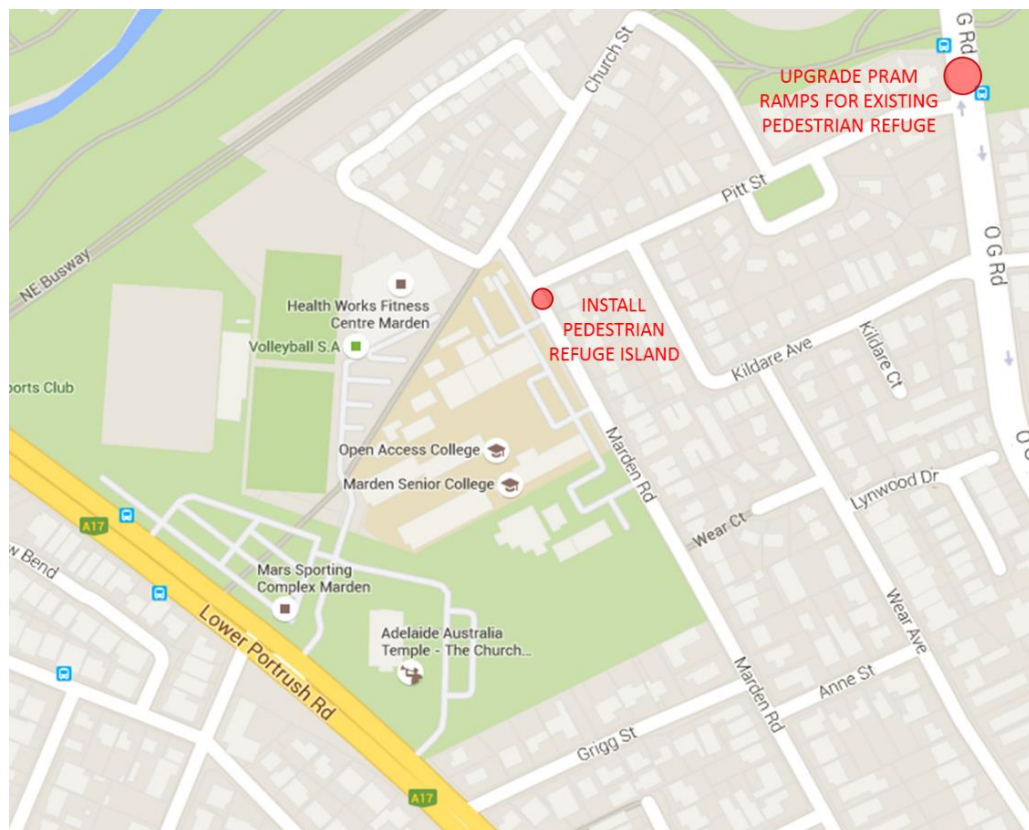 G Rd
Church St
UPGRADE PRAM
RAMPS FOR EXISTING
PEDESTRIAN REFUGE
Pitt St
O G Rd
NE Busway
Health Works Fitness
Centre Marden
INSTALL
PEDESTRIAN
REFUGE ISLAND
Volleyball S.A
Kildare Ave
Kildare Ct
ports Club
Marden Rd
Open Access College
Marden Senior College
Lynwood Dr
Wear Ct
A17
w Bend
Mars Sporting
Complex Marden
Wear Ave
Lower Portrush Rd
Adelaide Australia
Temple - The Church...
Marden Rd
Anne St
Grigg St
A17